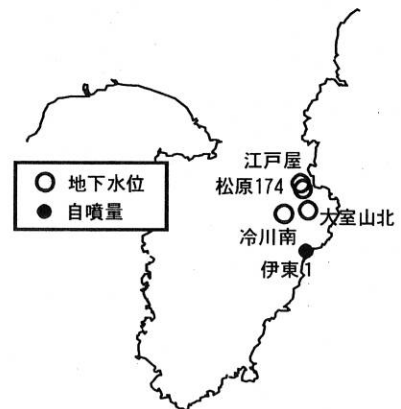 江戸屋
松原174
地下水位
自噴量
大室山北
冷川南
伊東1